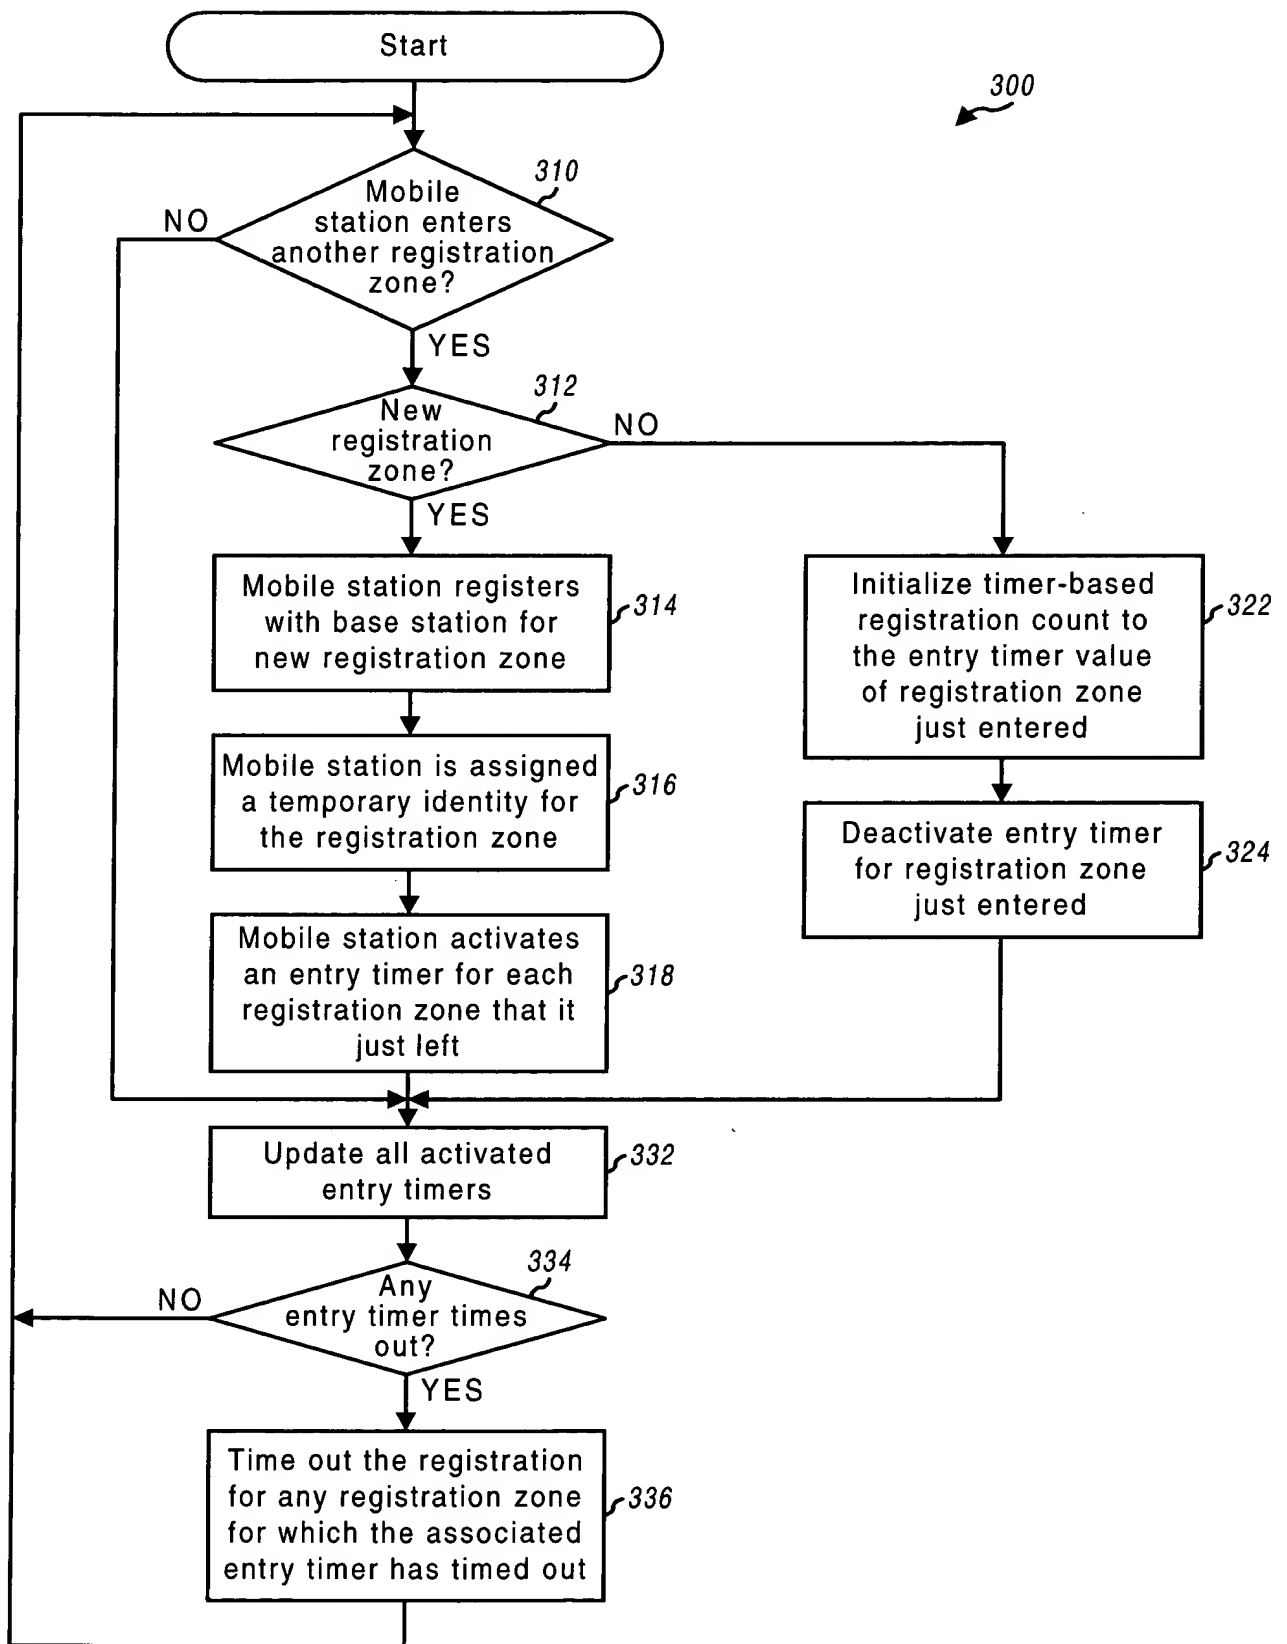 Start
300
310
Mobile
station enters
another registration
zone?
NO
YES
312
New
registration
zone?
NO
YES
Mobile station registers
with base station for
new registration zone
314
Initialize timer-based
registration count to
the entry timer value
of registration zone
just entered
322
Mobile station is assigned
a temporary identity for
the registration zone
316
Deactivate entry timer
for registration zone
just entered
324
Mobile station activates
an entry timer for each
registration zone that it
just left
318
Update all activated
entry timers
332
334
Any
entry timer times
out?
NO
YES
Time out the registration
for any registration zone
for which the associated
entry timer has timed out
336